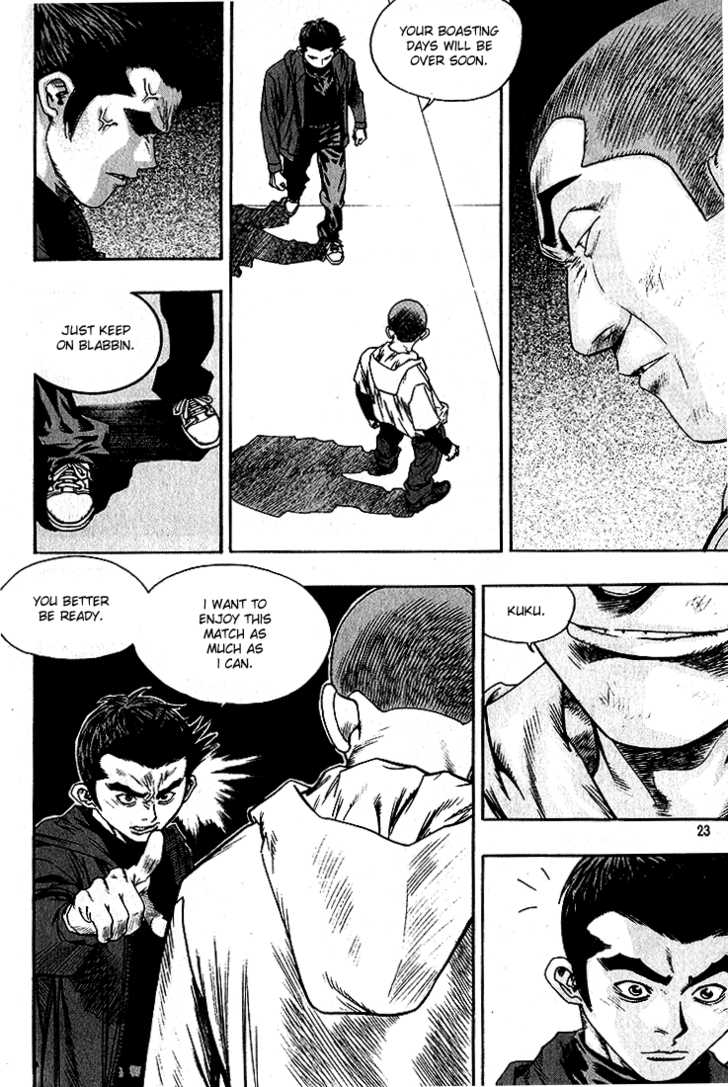 YOUR BOASTING
DAYS WILL BE
OVER SOON.
JUST KEEP
ON BLABBIN.
YOU BETTER
BE READY.
I WANT TO
ENJOY THIS
MATCH AS
MUCH AS
I CAN.
KUKU.
23